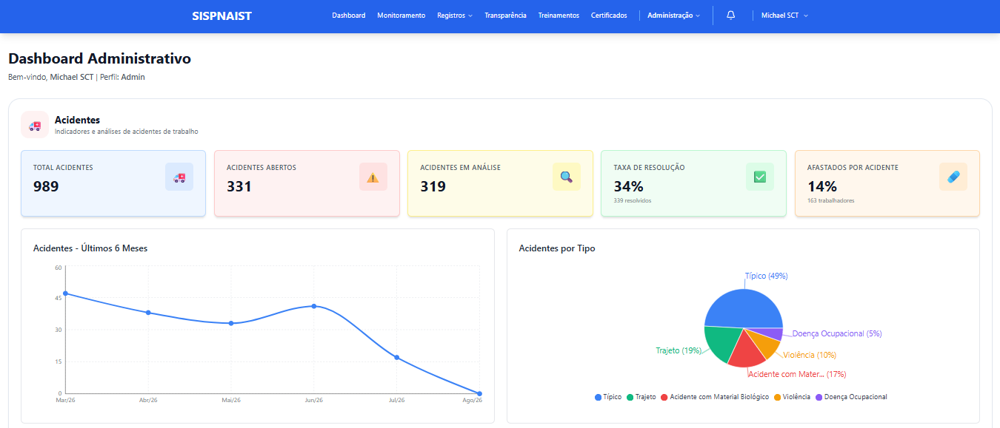 SISPNAIST
Dashboard Monitoramento Registros Transparência Treinamentos Certificados Administração Michael SCT
Dashboard Administrativo
Bem-vindo, Michael SCT | Perfil: Admin
Acidentes
Indicadores e análises de acidentes de trabalho
TOTAL ACIDENTES
989
ACIDENTES ABERTOS
331
ACIDENTES EM ANÁLISE
319
TAXA DE RESOLUÇÃO
34%
339 resolvidos
AFASTADOS POR ACIDENTE
14%
163 trabalhadores
Acidentes - Últimos 6 Meses
60
45
30
15
0
Mar/26 Abr/26 Mai/26 Jun/26 Jul/26 Ago/26
Acidentes por Tipo
Típico (49%)
Doença Ocupacional (5%)
Trajeto (19%)
Violência (10%)
Acidente com Mater... (17%)
Típico Trajeto Acidente com Material Biológico Violência Doença Ocupacional